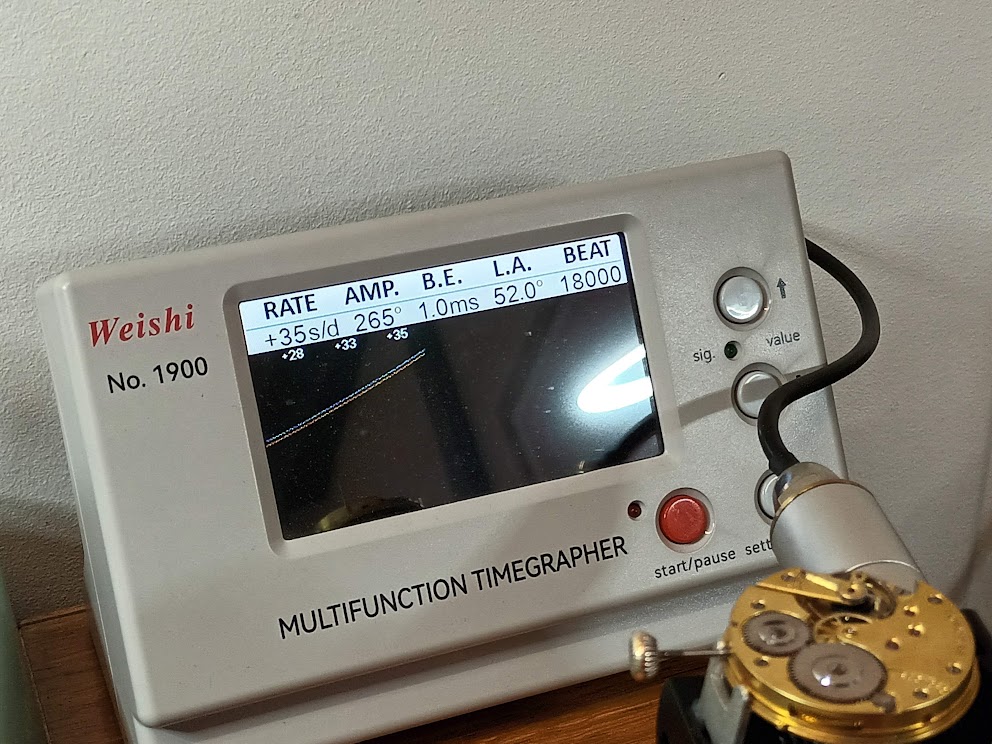 Weishi
No. 1900
RATE AMP. B.E. L.A. BEAT
+35s/d 265° 1.0ms 52.0° 18000
+28 +33 +35
value
sig.
start/pause
MULTIFUNCTION TIMEGRAPHER